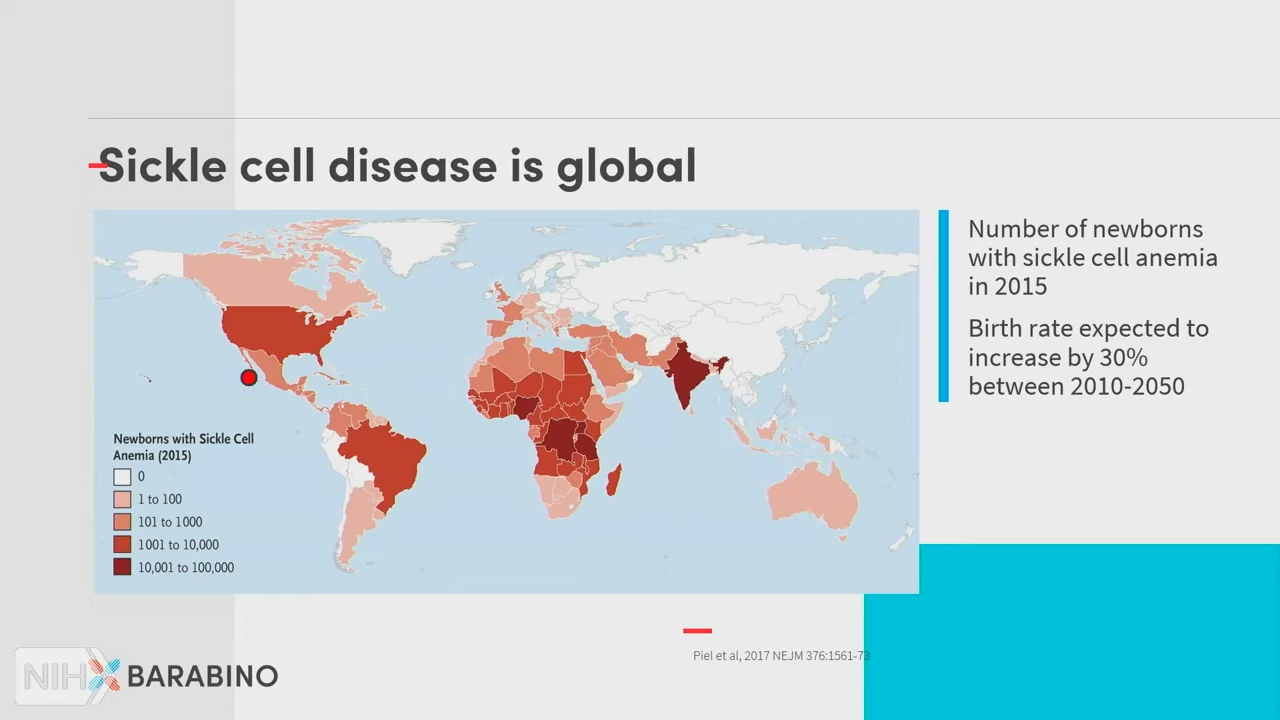 Sickle cell disease is global
Number of newborns
with sickle cell anemia
in 2015
Birth rate expected to
increase by 30%
between 2010-2050
Newborns with Sickle Cell
Anemia (2015)
0
1 to 100
101 to 1000
1001 to 10,000
10,001 to 100,000
Piel et al, 2017 NEJM 376:1561-73
NIH BARABINO